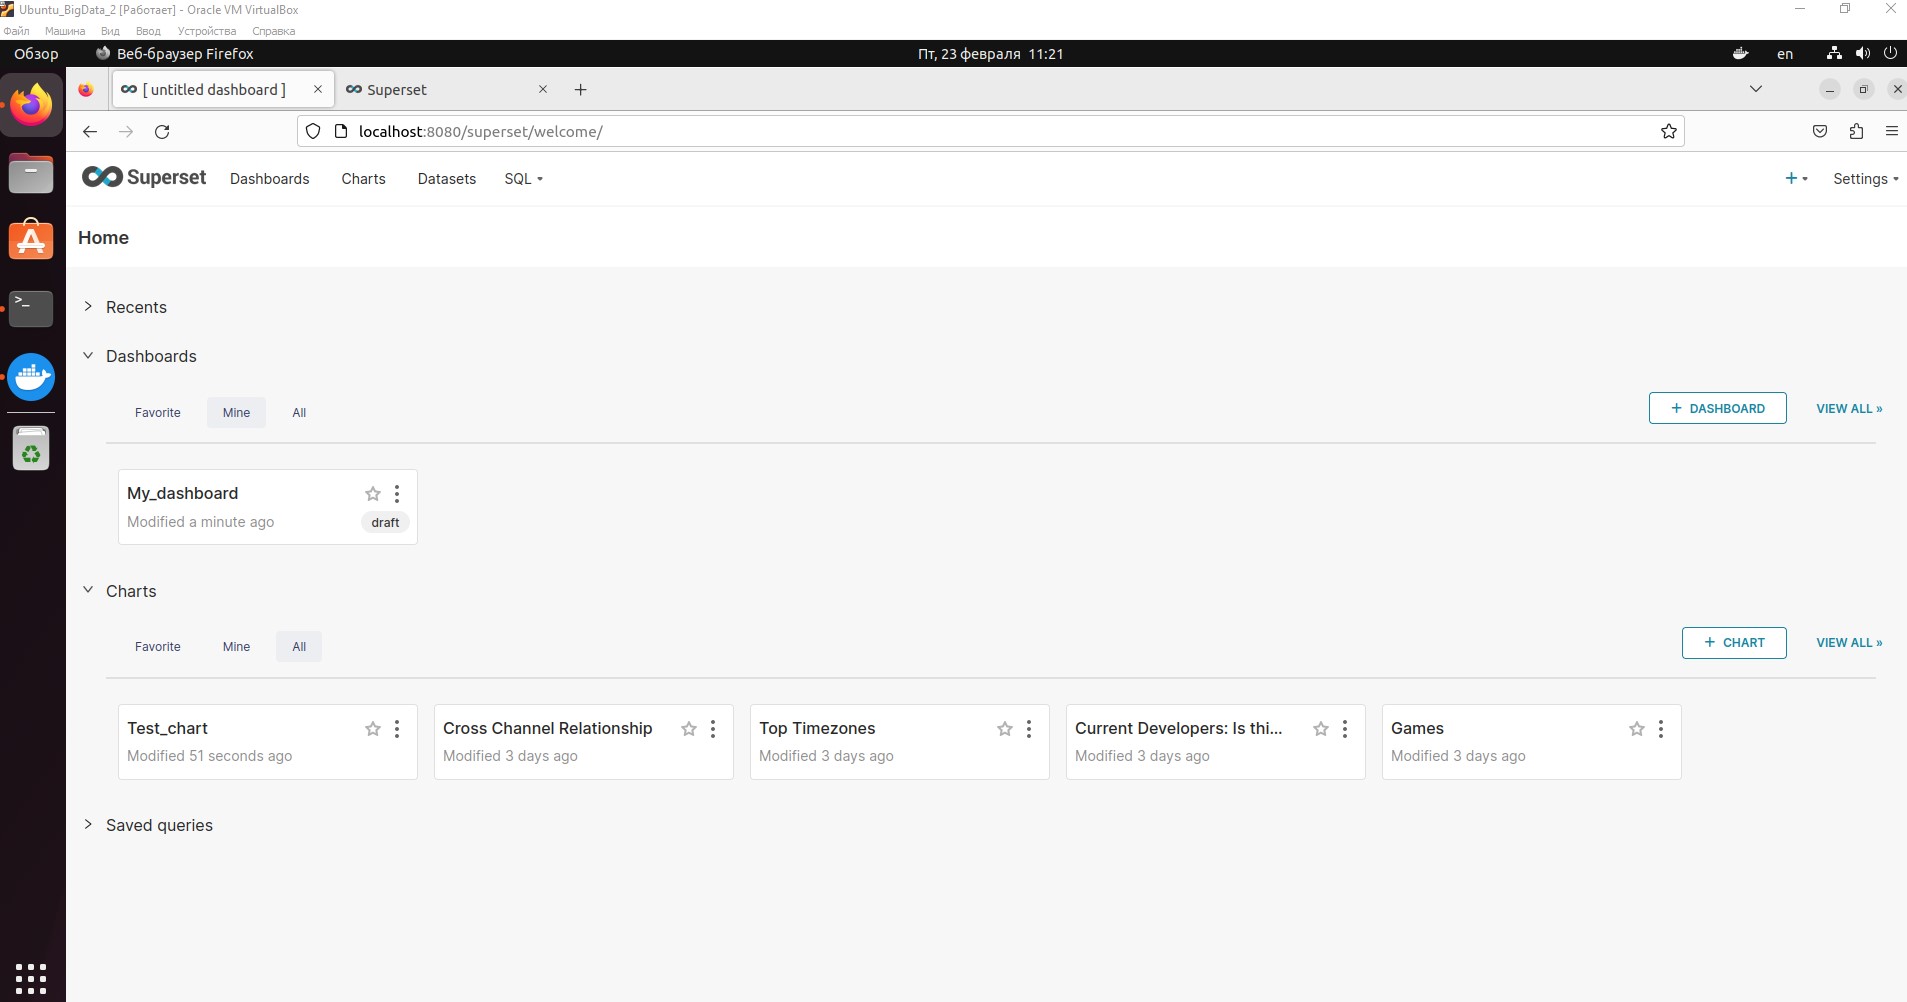 Ubuntu_BigData_2 [Работает] - Oracle VM VirtualBox
Файл Машина Вид Ввод Устройства Справка
Обзор Веб-браузер Firefox Пт, 23 февраля 11:21 en
[ untitled dashboard ] Superset
localhost:8080/superset/welcome/
Superset Dashboards Charts Datasets SQL Settings
Home
Recents
Dashboards
Favorite Mine All + DASHBOARD VIEW ALL »
My_dashboard
Modified a minute ago draft
Charts
Favorite Mine All + CHART VIEW ALL »
Test_chart Cross Channel Relationship Top Timezones Current Developers: Is thi... Games
Modified 51 seconds ago Modified 3 days ago Modified 3 days ago Modified 3 days ago Modified 3 days ago
Saved queries